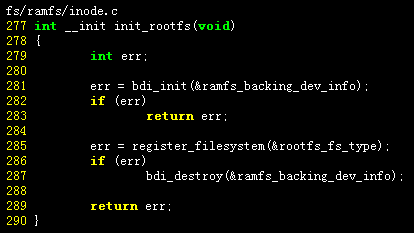 fs/ramfs/inode.c
277 int __init init_rootfs(void)
278 {
279         int err;
280
281         err = bdi_init(&ramfs_backing_dev_info);
282         if (err)
283                 return err;
284
285         err = register_filesystem(&rootfs_fs_type);
286         if (err)
287                 bdi_destroy(&ramfs_backing_dev_info);
288
289         return err;
290 }